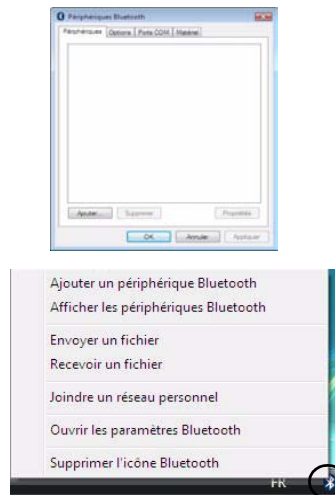 Périphériques Bluetooth
Périphériques Options Ports COM Matériel
Ajouter... Supprimer Propriétés
OK Annuler Appliquer
Ajouter un périphérique Bluetooth
Afficher les périphériques Bluetooth
Envoyer un fichier
Recevoir un fichier
Joindre un réseau personnel
Ouvrir les paramètres Bluetooth
Supprimer l'icône Bluetooth
FR